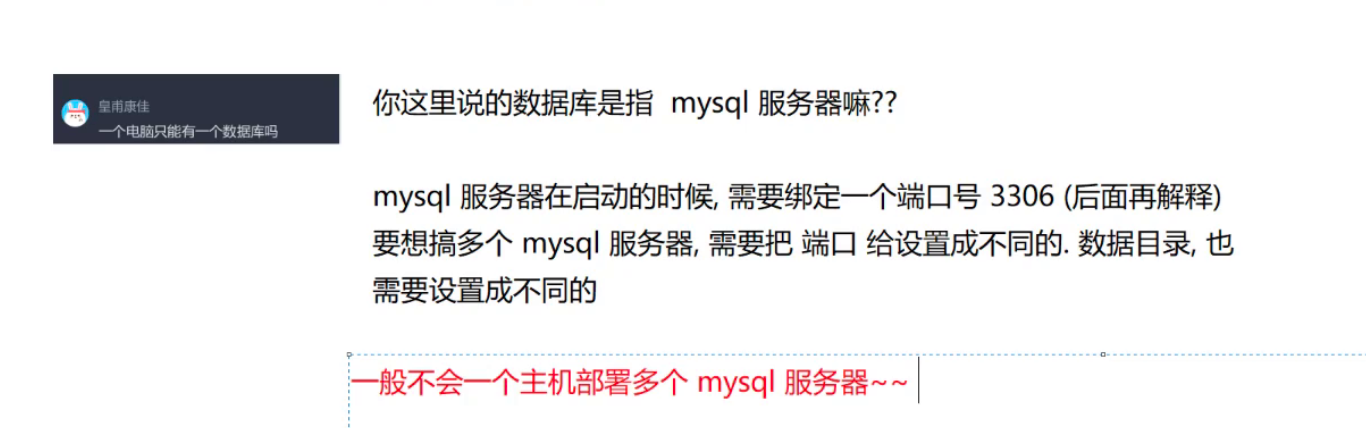 皇甫康佳
一个电脑只能有一个数据库吗
你这里说的数据库是指 mysql 服务器嘛??
mysql 服务器在启动的时候, 需要绑定一个端口号 3306 (后面再解释)
要想搞多个 mysql 服务器, 需要把 端口 给设置成不同的. 数据目录, 也
需要设置成不同的
一般不会一个主机部署多个 mysql 服务器~~